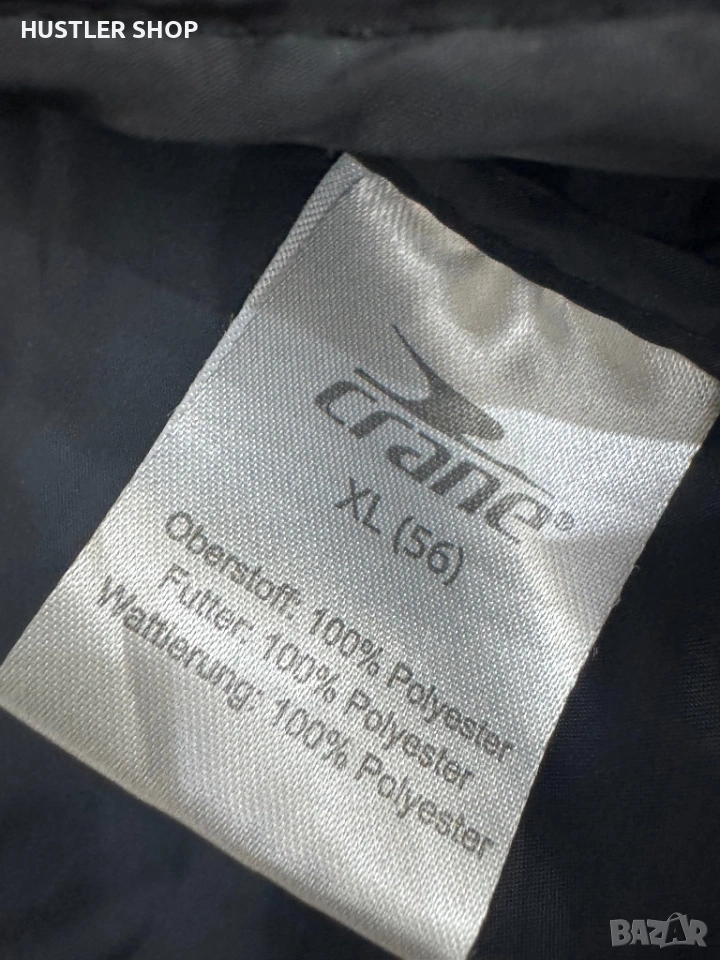 HUSTLER SHOP
crane®
XL (56)
Oberstoff: 100% Polyester
Futter: 100% Polyester
Wattierung: 100% Polyester
BAZAR